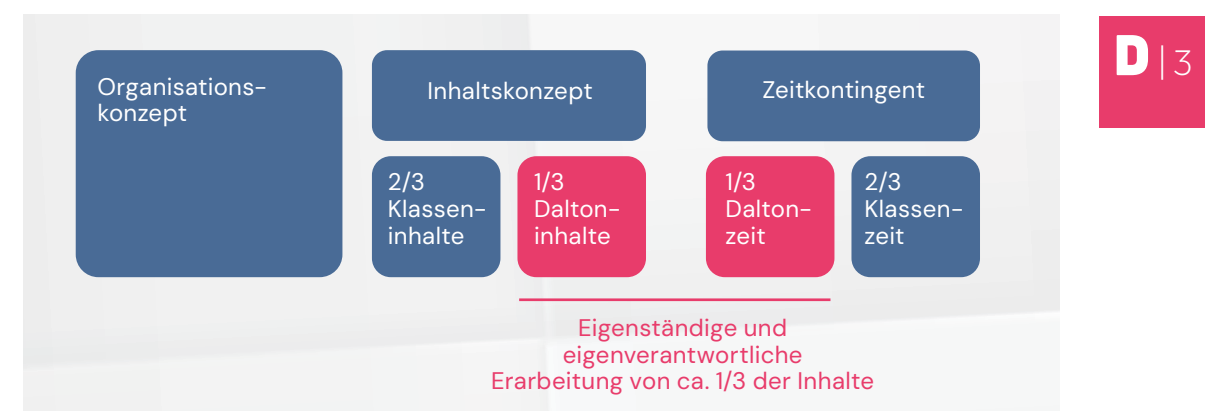 Organisations-
konzept
Inhaltskonzept
Zeitkontingent
2/3
Klassen-
inhalte
1/3
Dalton-
inhalte
1/3
Dalton-
zeit
2/3
Klassen-
zeit
Eigenständige und
eigenverantwortliche
Erarbeitung von ca. 1/3 der Inhalte
D | 3